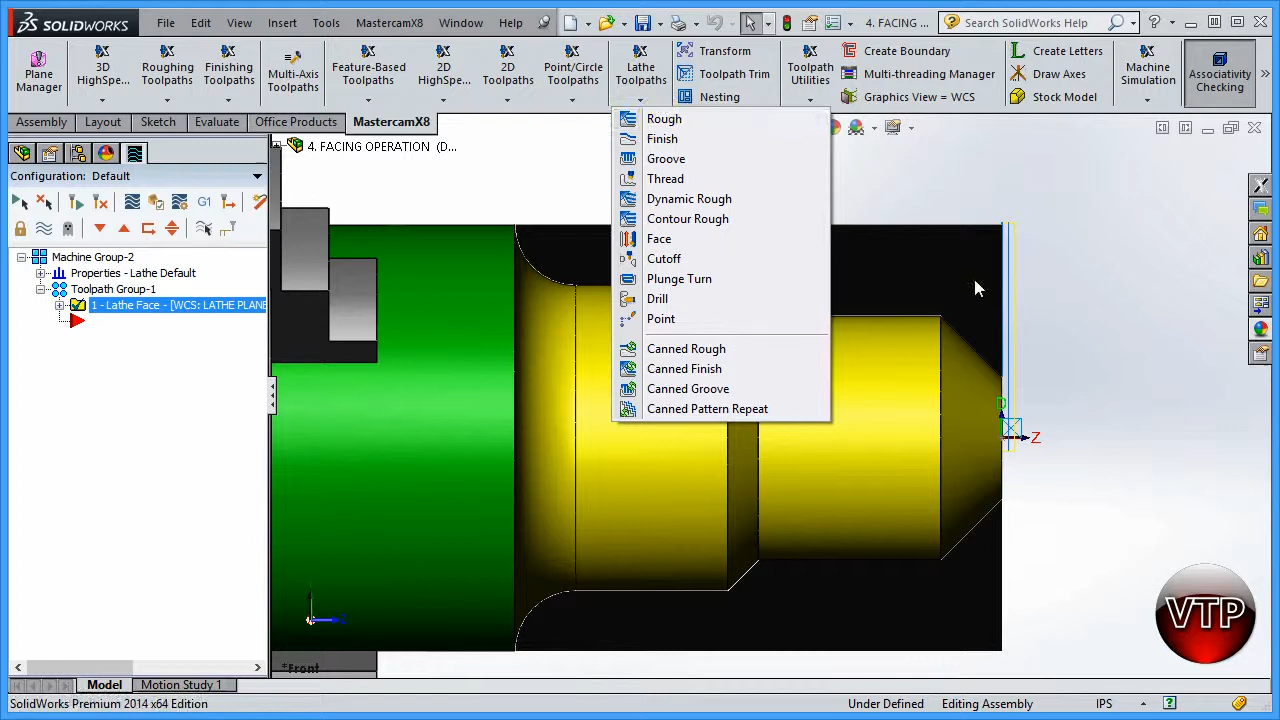 SOLIDWORKS
File Edit View Insert Tools MastercamX8 Window Help
4. FACING ...
Search SolidWorks Help
Plane Manager
3D HighSpe...
Roughing Toolpaths
Finishing Toolpaths
Multi-Axis Toolpaths
Feature-Based Toolpaths
2D HighSpe...
2D Toolpaths
Point/Circle Toolpaths
Lathe Toolpaths
Transform
Toolpath Trim
Nesting
Toolpath Utilities
Create Boundary
Multi-threading Manager
Graphics View = WCS
Create Letters
Draw Axes
Stock Model
Machine Simulation
Associativity Checking
Assembly Layout Sketch Evaluate Office Products MastercamX8
4. FACING OPERATION (D...
Configuration: Default
G1
Machine Group-2
Properties - Lathe Default
Toolpath Group-1
1 - Lathe Face - [WCS: LATHE PLANE
Rough
Finish
Groove
Thread
Dynamic Rough
Contour Rough
Face
Cutoff
Plunge Turn
Drill
Point
Canned Rough
Canned Finish
Canned Groove
Canned Pattern Repeat
D
Z
*Front
VTP
Model Motion Study 1
SolidWorks Premium 2014 x64 Edition
Under Defined Editing Assembly IPS